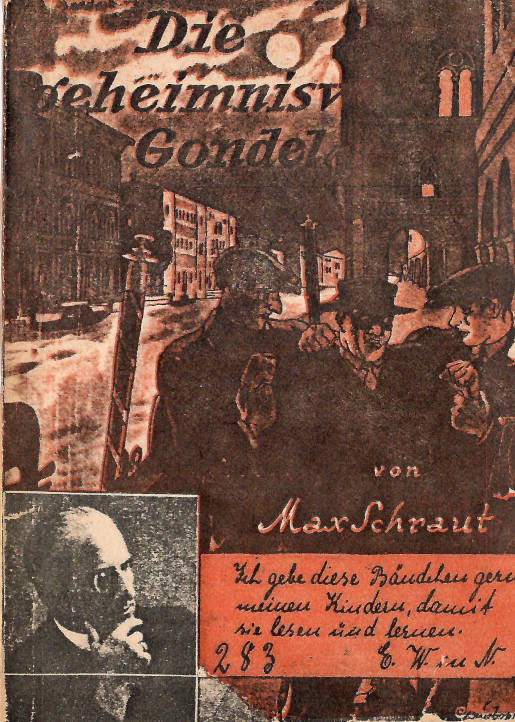 Die
geheimnisv
Gondel
von
Max Schraut
Ich gebe diese Bändchen gern
meinen Kindern, damit
sie lesen und lernen.
283 E. W. in N.